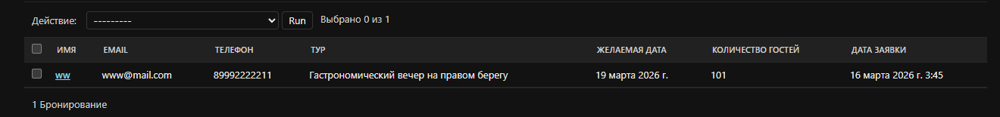 Действие: --------- Run Выбрано 0 из 1
ИМЯ EMAIL ТЕЛЕФОН ТУР ЖЕЛАЕМАЯ ДАТА КОЛИЧЕСТВО ГОСТЕЙ ДАТА ЗАЯВКИ
ww www@mail.com 89992222211 Гастрономический вечер на правом берегу 19 марта 2026 г. 101 16 марта 2026 г. 3:45
1 Бронирование